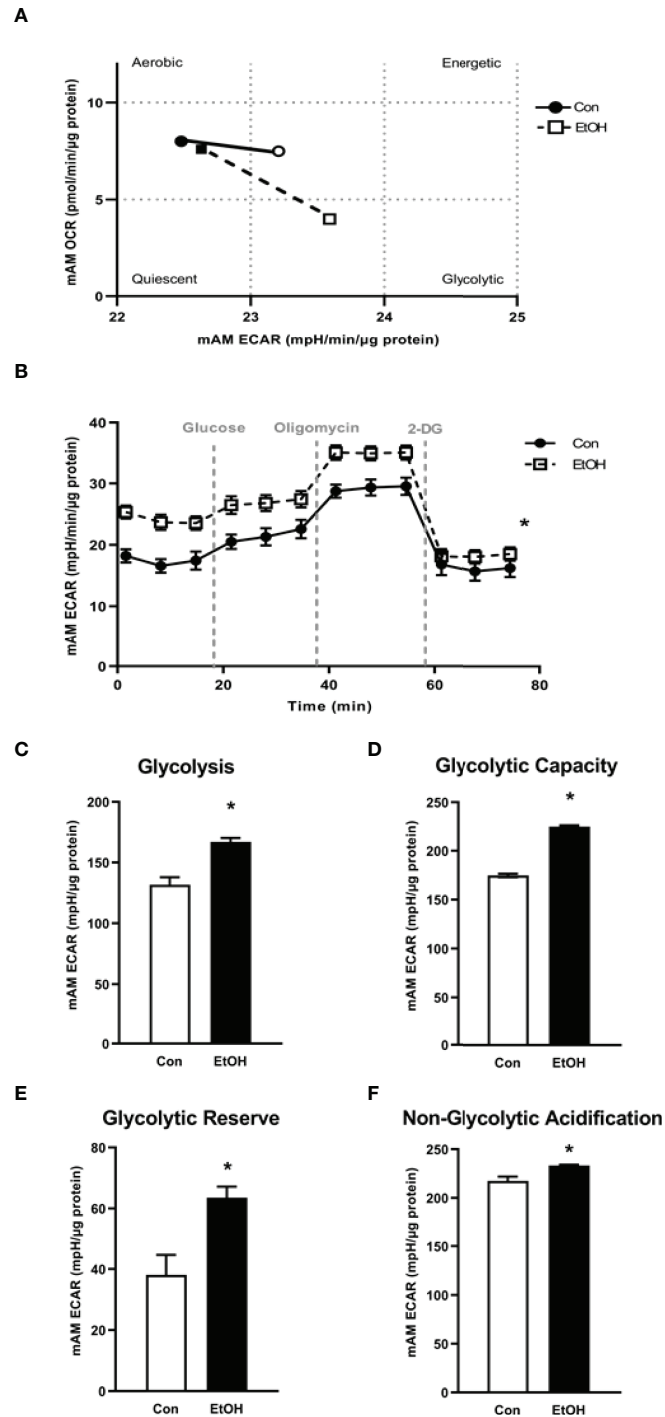 A
Aerobic
Energetic
10
5
0
Quiescent
Glycolytic
22
23
24
25
mAM OCR (pmol/min/µg protein)
mAM ECAR (mpH/min/µg protein)
Con
EtOH
B
40
30
20
10
0
Glucose
Oligomycin
2-DG
*
0
20
40
60
80
mAM ECAR (mpH/min/µg protein)
Time (min)
Con
EtOH
C
Glycolysis
200
150
100
50
0
*
mAM ECAR (mpH/µg protein)
Con
EtOH
D
Glycolytic Capacity
250
200
150
100
50
0
*
mAM ECAR (mpH/µg protein)
Con
EtOH
E
Glycolytic Reserve
80
60
40
20
0
*
mAM ECAR (mpH/µg protein)
Con
EtOH
F
Non-Glycolytic Acidification
250
200
250
100
50
0
*
mAM ECAR (mpH/µg protein)
Con
EtOH